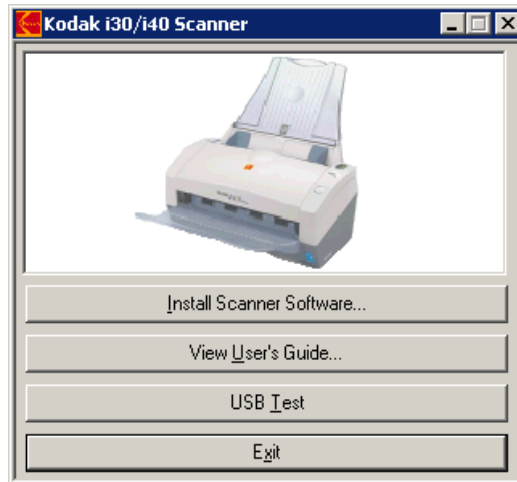 Kodak i30/i40 Scanner
Install Scanner Software...
View User's Guide...
USB Test
Exit